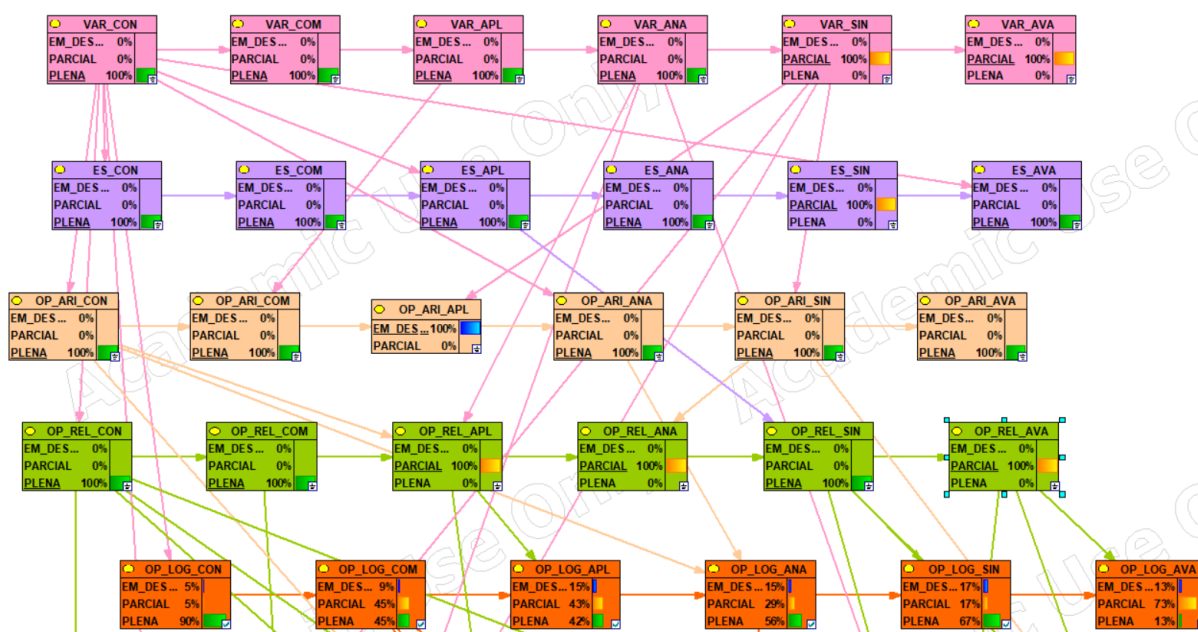 VAR_CON
EM_DES... 0%
PARCIAL 0%
PLENA 100%
VAR_COM
EM_DES... 0%
PARCIAL 0%
PLENA 100%
VAR_APL
EM_DES... 0%
PARCIAL 0%
PLENA 100%
VAR_ANA
EM_DES... 0%
PARCIAL 0%
PLENA 100%
VAR_SIN
EM_DES... 0%
PARCIAL 100%
PLENA 0%
VAR_AVA
EM_DES... 0%
PARCIAL 100%
PLENA 0%
ES_CON
EM_DES... 0%
PARCIAL 0%
PLENA 100%
ES_COM
EM_DES... 0%
PARCIAL 0%
PLENA 100%
ES_APL
EM_DES... 0%
PARCIAL 0%
PLENA 100%
ES_ANA
EM_DES... 0%
PARCIAL 0%
PLENA 100%
ES_SIN
EM_DES... 0%
PARCIAL 100%
PLENA 0%
ES_AVA
EM_DES... 0%
PARCIAL 0%
PLENA 100%
OP_ARI_CON
EM_DES... 0%
PARCIAL 0%
PLENA 100%
OP_ARI_COM
EM_DES... 0%
PARCIAL 0%
PLENA 100%
OP_ARI_APL
EM_DES... 100%
PARCIAL 0%
OP_ARI_ANA
EM_DES... 0%
PARCIAL 0%
PLENA 100%
OP_ARI_SIN
EM_DES... 0%
PARCIAL 0%
PLENA 100%
OP_ARI_AVA
EM_DES... 0%
PARCIAL 0%
PLENA 100%
OP_REL_CON
EM_DES... 0%
PARCIAL 0%
PLENA 100%
OP_REL_COM
EM_DES... 0%
PARCIAL 0%
PLENA 100%
OP_REL_APL
EM_DES... 0%
PARCIAL 100%
PLENA 0%
OP_REL_ANA
EM_DES... 0%
PARCIAL 100%
PLENA 0%
OP_REL_SIN
EM_DES... 0%
PARCIAL 0%
PLENA 100%
OP_REL_AVA
EM_DES... 0%
PARCIAL 100%
PLENA 0%
OP_LOG_CON
EM_DES... 5%
PARCIAL 5%
PLENA 90%
OP_LOG_COM
EM_DES... 9%
PARCIAL 45%
PLENA 45%
OP_LOG_APL
EM_DES... 15%
PARCIAL 43%
PLENA 42%
OP_LOG_ANA
EM_DES... 15%
PARCIAL 29%
PLENA 56%
OP_LOG_SIN
EM_DES... 17%
PARCIAL 17%
PLENA 67%
OP_LOG_AVA
EM_DES... 13%
PARCIAL 73%
PLENA 13%
Academic Use Only
Academic Use O
Use Only